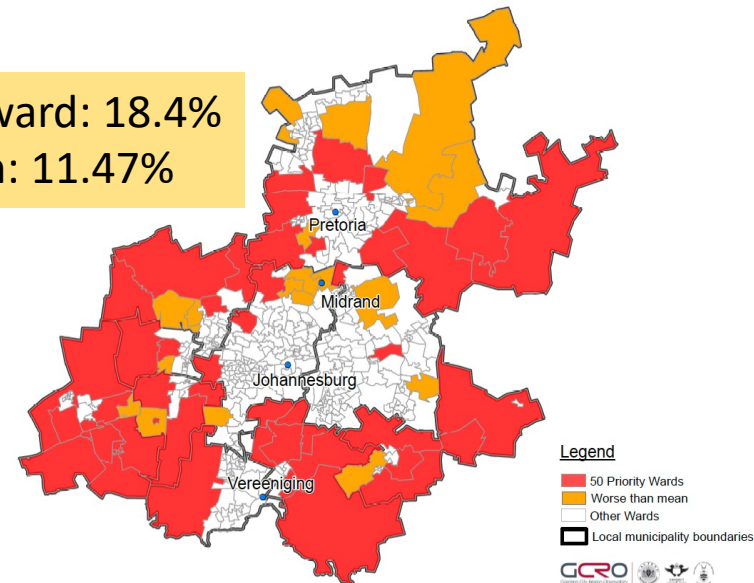 ward: 18.4%
: 11.47%
Pretoria
Midrand
Johannesburg
Vereeniging
Legend
50 Priority Wards
Worse than mean
Other Wards
Local municipality boundaries
GCRO